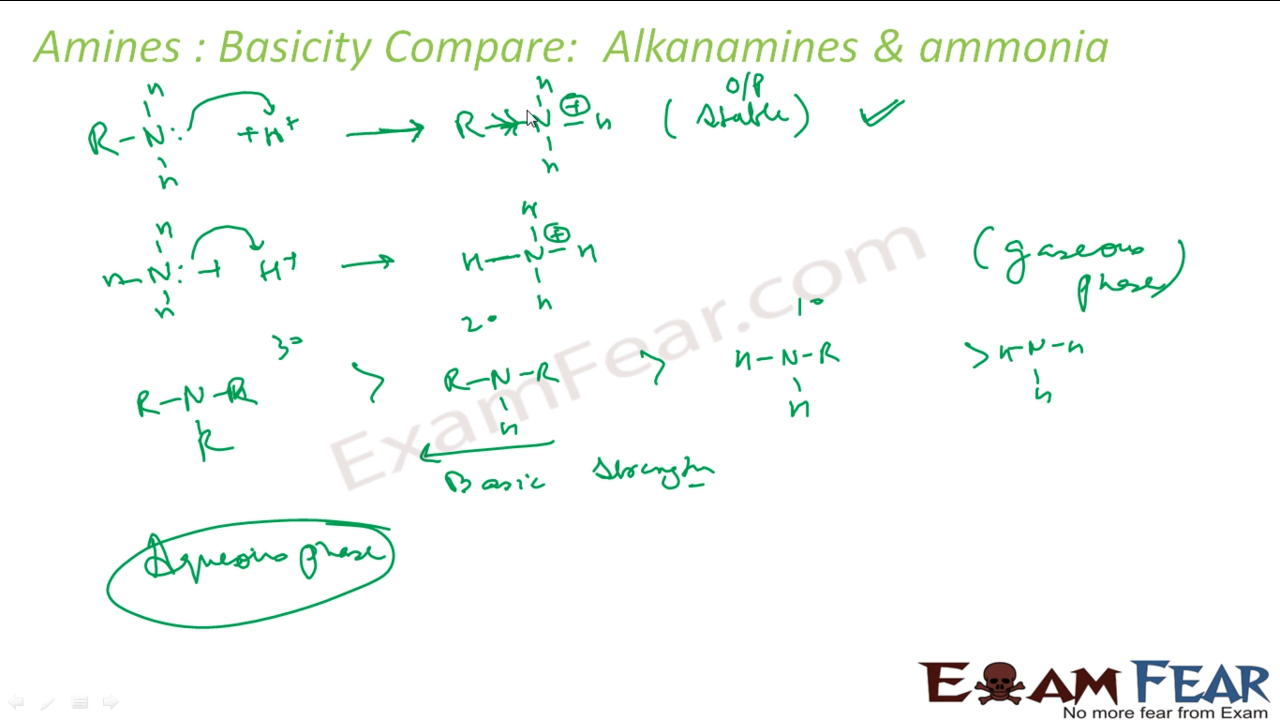 Amines : Basicity Compare: Alkanamines & ammonia
H H O/P
R – N: + H+ → R N ⊕ – H (Stable) ✓
H H
H H
H – N: + H+ → H – N ⊕ – H (gaseous phase)
H H
3° 2° 1°
R – N – R > R – N – R > H – N – R > H – N – H
R H H H
Basic Strength
Aqueous phase
ExamFear.com
EXAM FEAR
No more fear from Exam